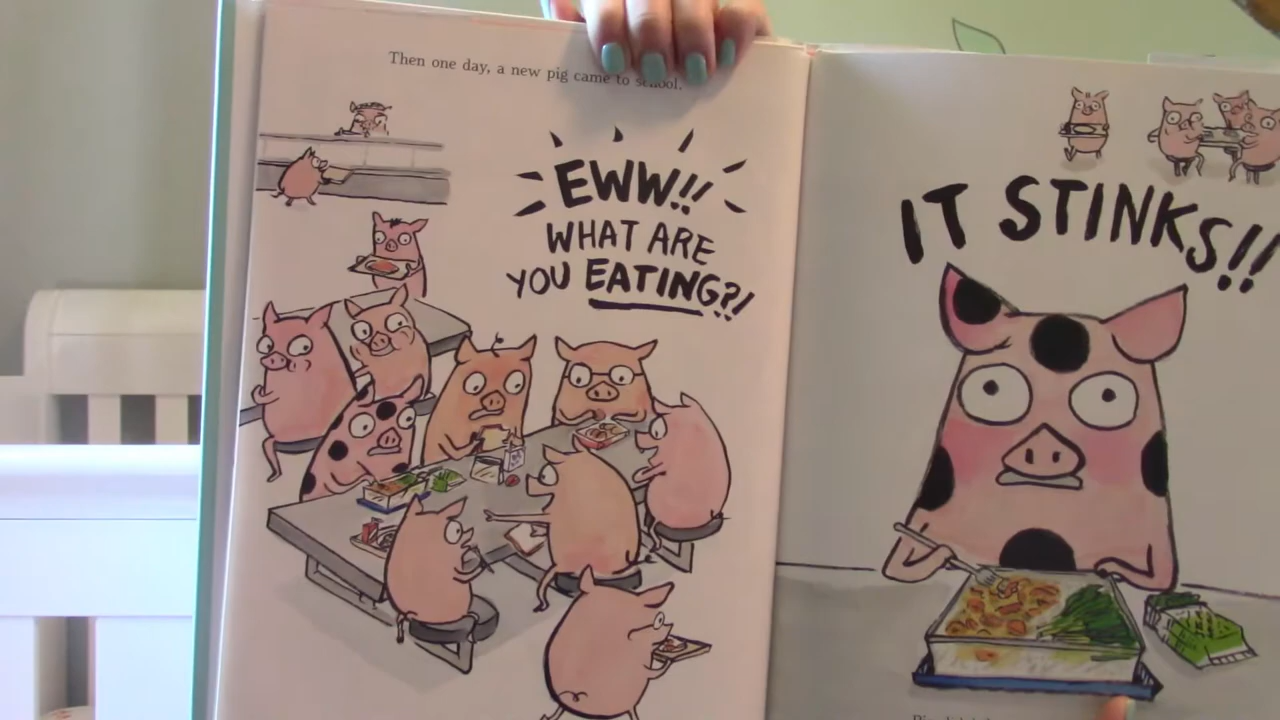 Then one day, a new pig came to school.
EWW!!
WHAT ARE
YOU EATING?!
IT STINKS!!